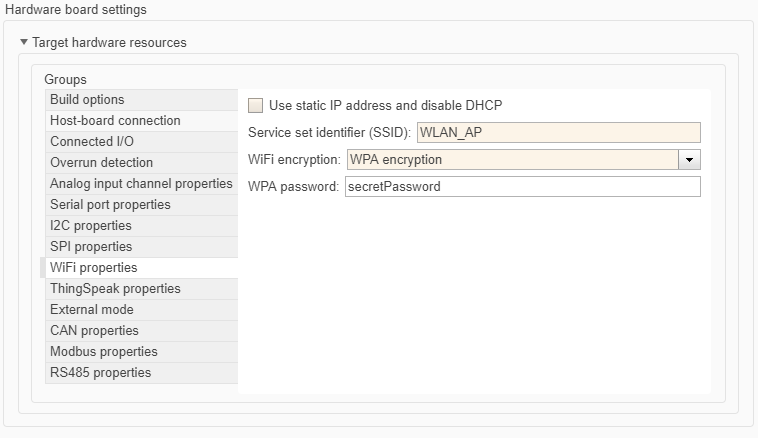 Hardware board settings
Target hardware resources
Groups
Build options
Host-board connection
Connected I/O
Overrun detection
Analog input channel properties
Serial port properties
I2C properties
SPI properties
WiFi properties
ThingSpeak properties
External mode
CAN properties
Modbus properties
RS485 properties
Use static IP address and disable DHCP
Service set identifier (SSID): WLAN_AP
WiFi encryption: WPA encryption
WPA password: secretPassword